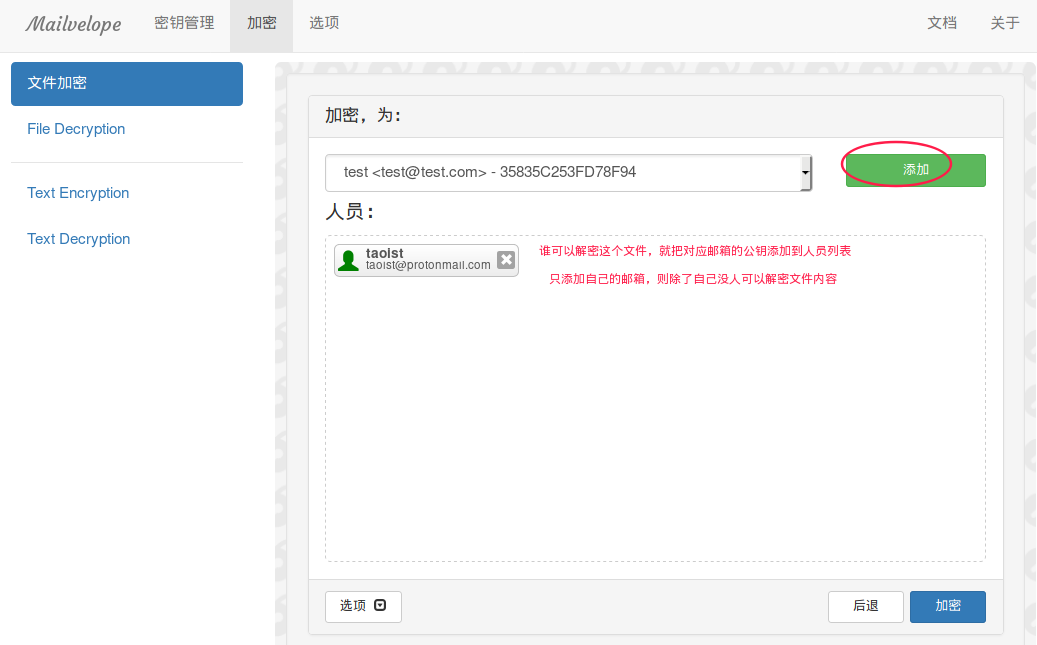 Mailvelope 密钥管理 加密 选项 文档 关于
文件加密
File Decryption
Text Encryption
Text Decryption
加密，为：
test <test@test.com> - 35835C253FD78F94
添加
人员：
taoist
taoist@protonmail.com
谁可以解密这个文件，就把对应邮箱的公钥添加到人员列表
只添加自己的邮箱，则除了自己没人可以解密文件内容
选项 后退 加密